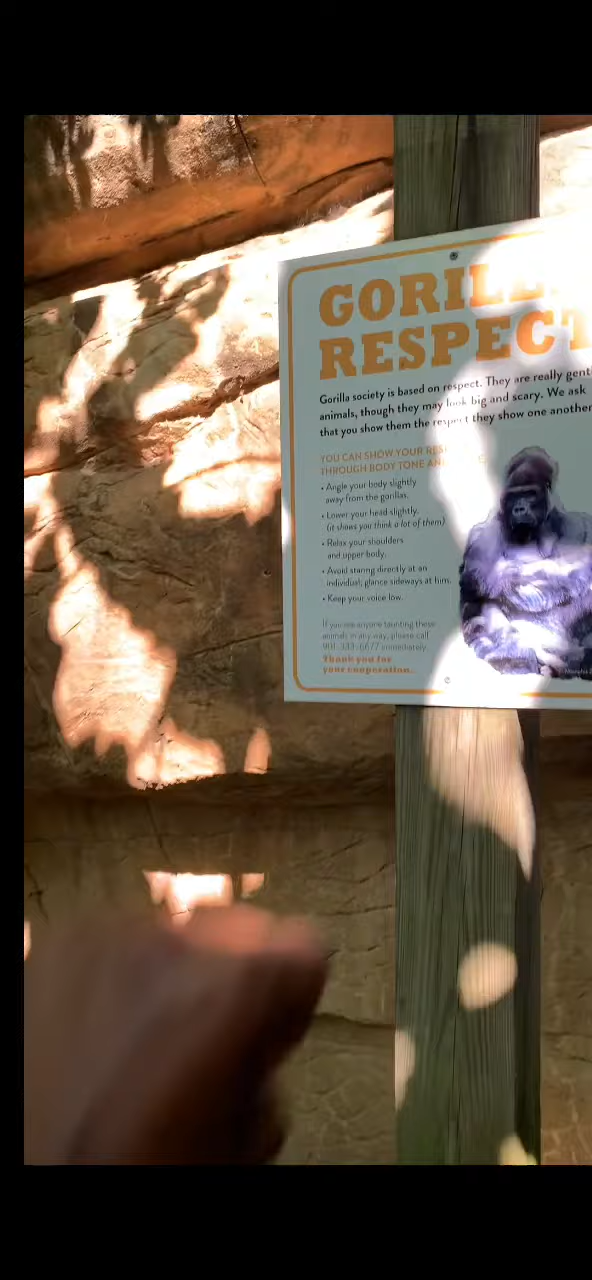 GORILL
RESPECT
Gorilla society is based on respect. They are really gentl
animals, though they may look big and scary. We ask
that you show them the respect they show one another
YOU CAN SHOW YOUR RES
THROUGH BODY TONE AN
• Angle your body slightly
away from the gorillas.
• Lower your head slightly.
(it shows you think a lot of them)
• Relax your shoulders
and upper body.
• Avoid staring directly at an
individual; glance sideways at him.
• Keep your voice low.
If you see anyone taunting these
animals in any way, please call
901-333-6677 immediately.
Thank you for
your cooperation.